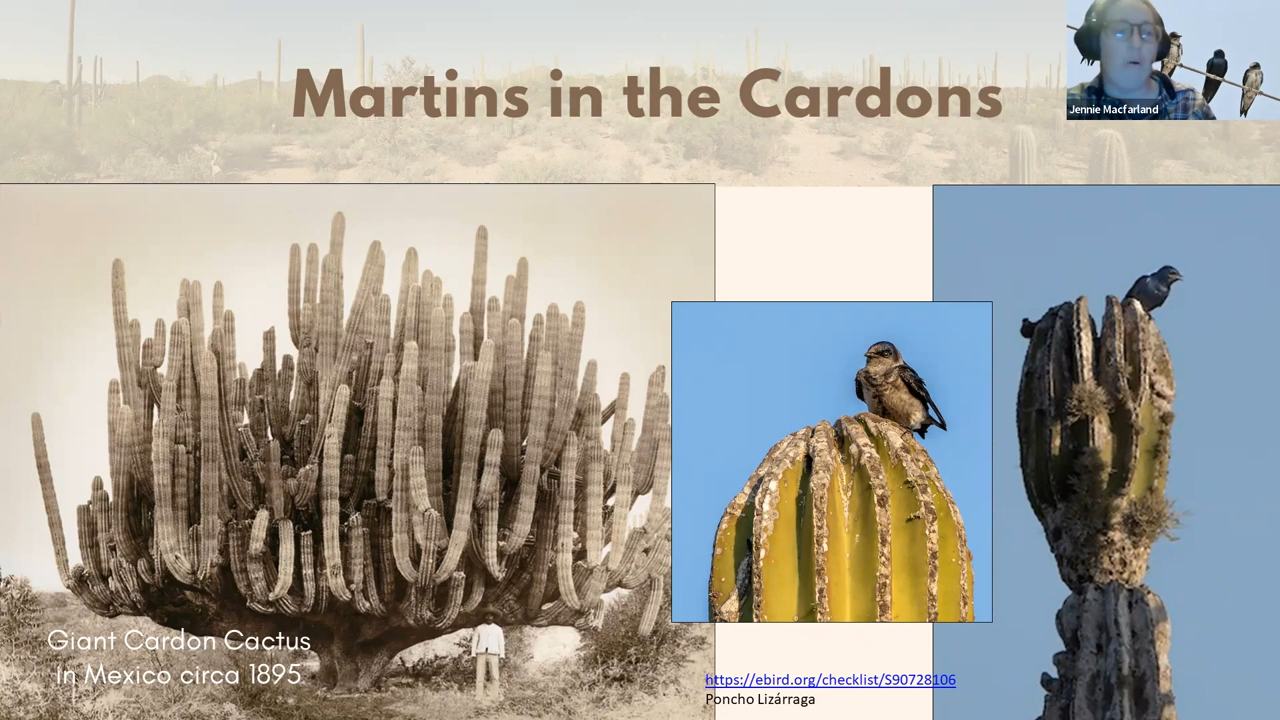 Martins in the Cardons
Jennie Macfarland
Giant Cardon Cactus
in Mexico circa 1895
https://ebird.org/checklist/S90728106
Poncho Lizárraga